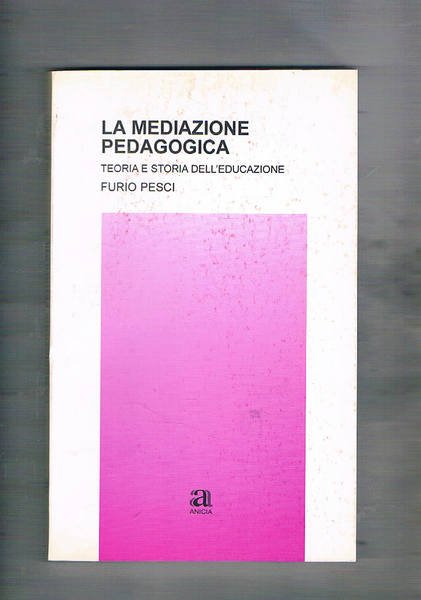 LA MEDIAZIONE
PEDAGOGICA
TEORIA E STORIA DELL'EDUCAZIONE
FURIO PESCI
a
ANICIA